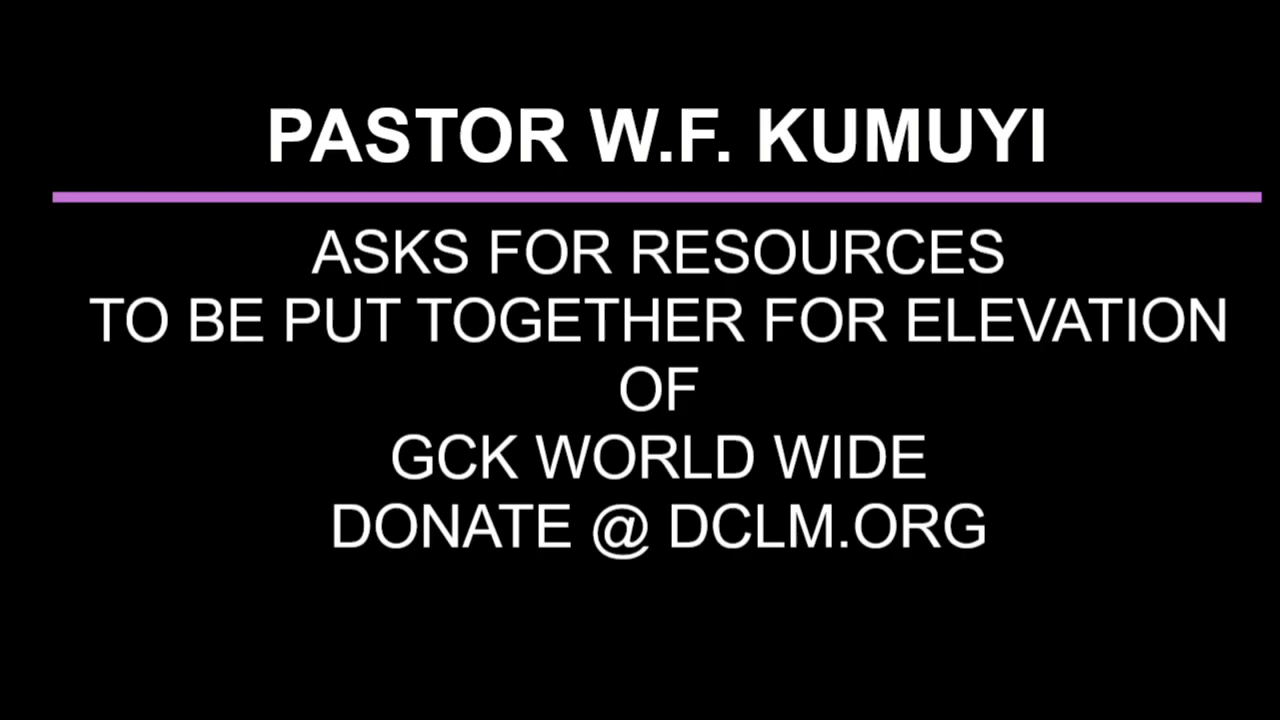 PASTOR W.F. KUMUYI
ASKS FOR RESOURCES
TO BE PUT TOGETHER FOR ELEVATION
OF
GCK WORLD WIDE
DONATE @ DCLM.ORG